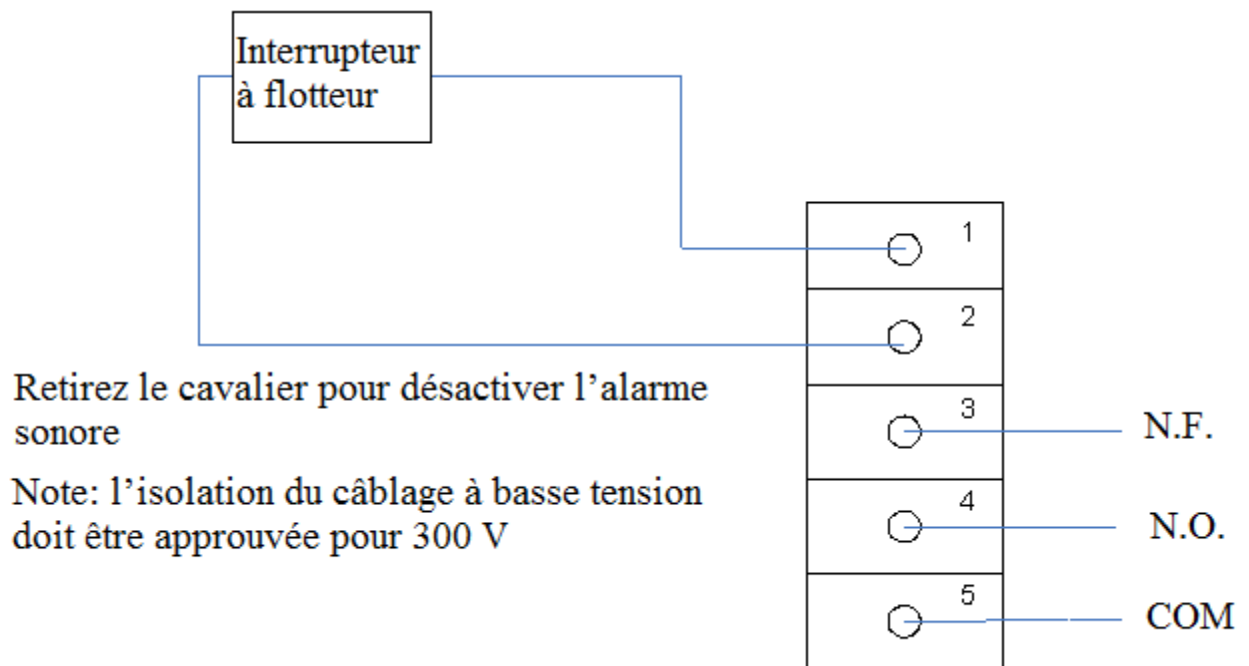 Interrupteur
à flotteur
1
2
Retirez le cavalier pour désactiver l’alarme
sonore
3
N.F.
Note: l’isolation du câblage à basse tension
doit être approuvée pour 300 V
4
N.O.
5
COM